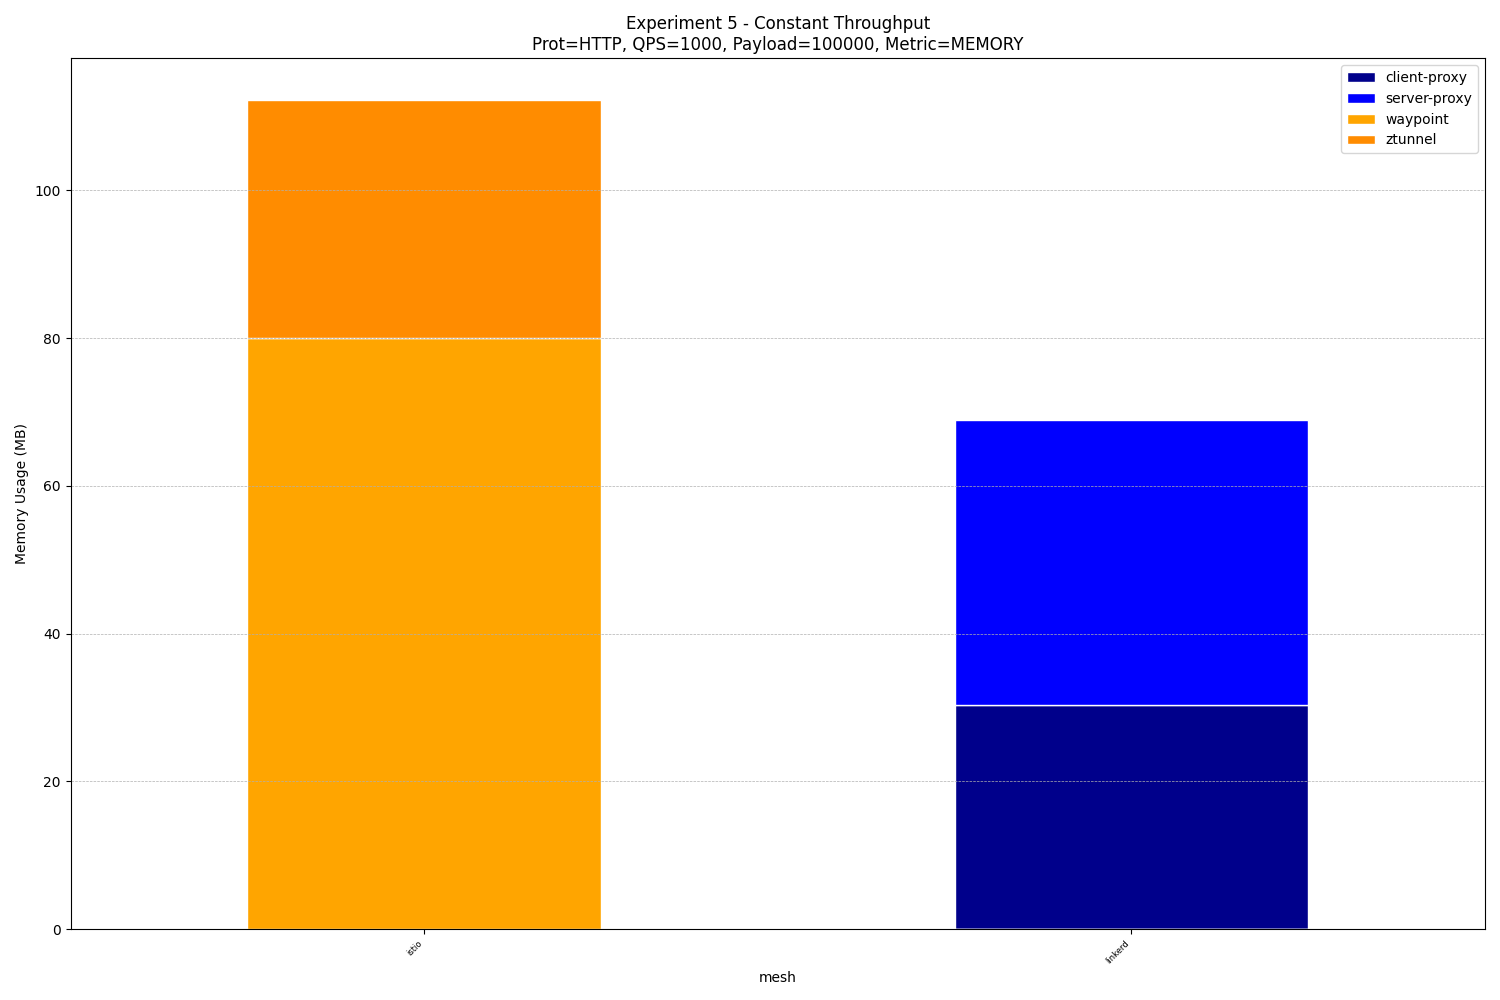 Experiment 5 - Constant Throughput
Prot=HTTP, QPS=1000, Payload=100000, Metric=MEMORY
client-proxy
server-proxy
waypoint
ztunnel
Memory Usage (MB)
100
80
60
40
20
0
istio
linkerd
mesh